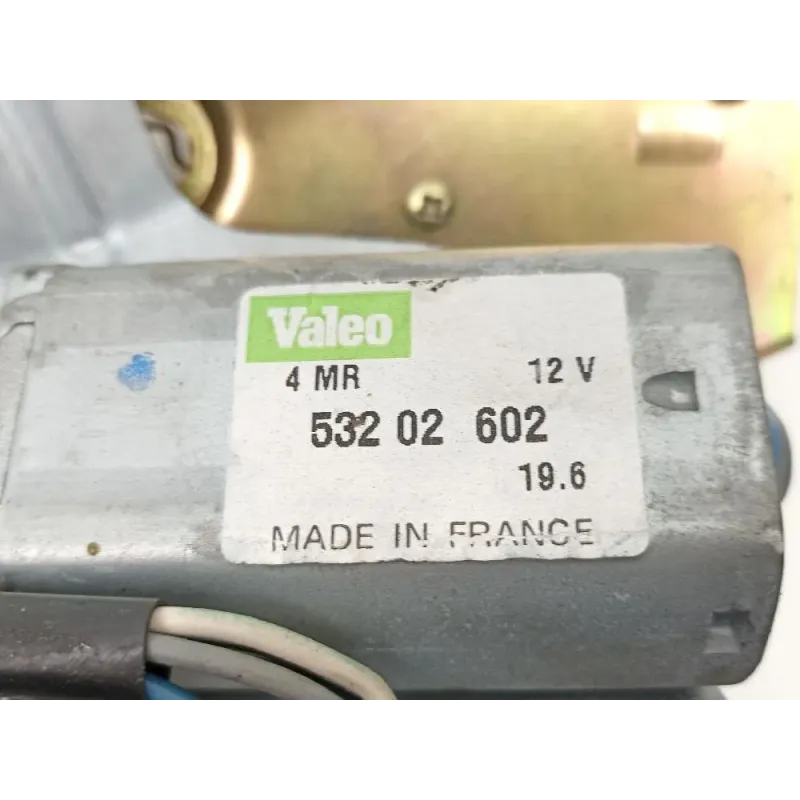 Valeo
4 MR 12 V
532 02 602
19.6
MADE IN FRANCE